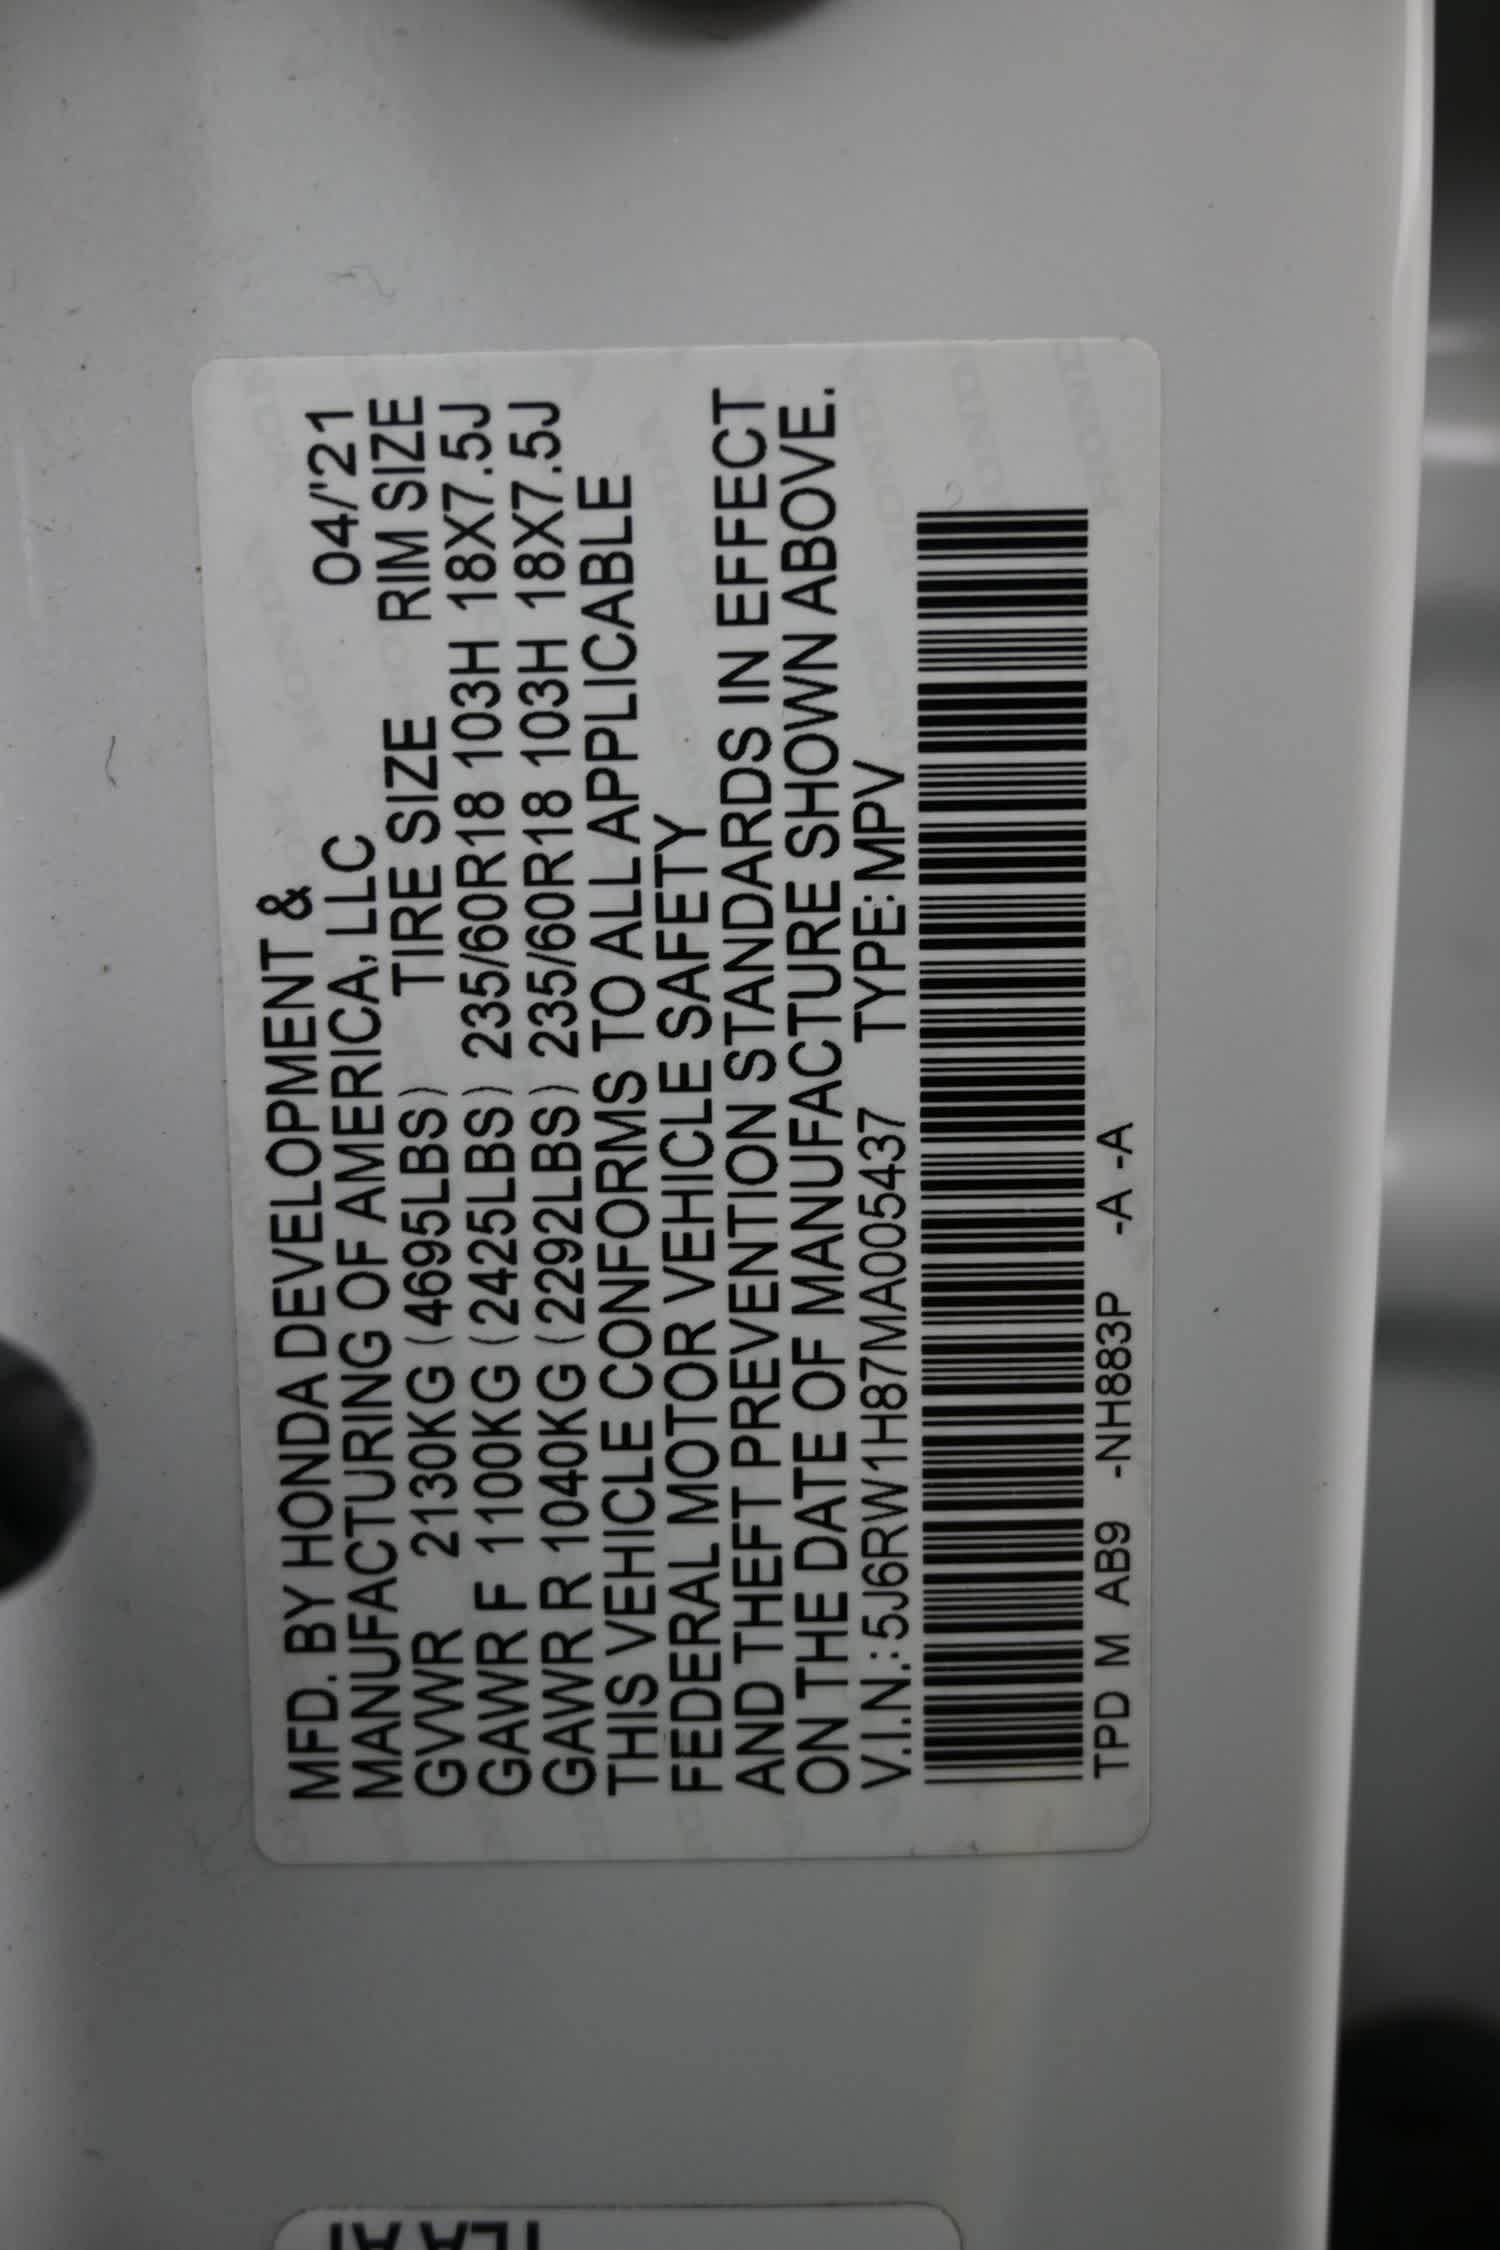 MFD. BY HONDA DEVELOPMENT &
MANUFACTURING OF AMERICA, LLC 04/'21
GVWR 2130KG (4695LBS) TIRE SIZE RIM SIZE
GAWR F 1100KG (2425LBS) 235/60R18 103H 18X7.5J
GAWR R 1040KG (2292LBS) 235/60R18 103H 18X7.5J
THIS VEHICLE CONFORMS TO ALL APPLICABLE
FEDERAL MOTOR VEHICLE SAFETY
AND THEFT PREVENTION STANDARDS IN EFFECT
ON THE DATE OF MANUFACTURE SHOWN ABOVE.
V.I.N.: 5J6RW1H87MA005437 TYPE: MPV
TPD M AB9 -NH883P -A -A